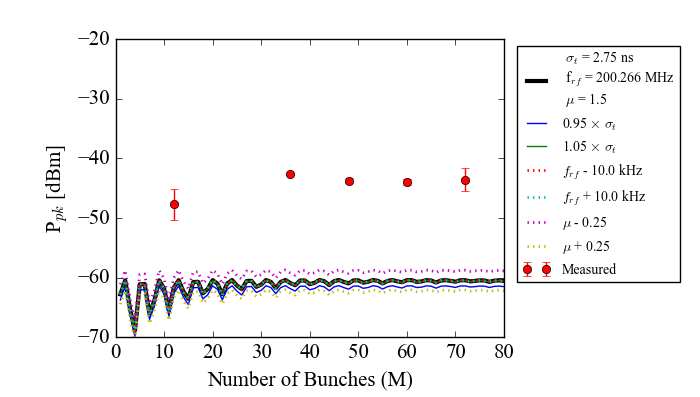 −20
−30
−40
−50
−60
−70
P_pk [dBm]
0 10 20 30 40 50 60 70 80
Number of Bunches (M)
σ_t = 2.75 ns
f_rf = 200.266 MHz
μ = 1.5
0.95 × σ_t
1.05 × σ_t
f_rf - 10.0 kHz
f_rf + 10.0 kHz
μ - 0.25
μ + 0.25
Measured